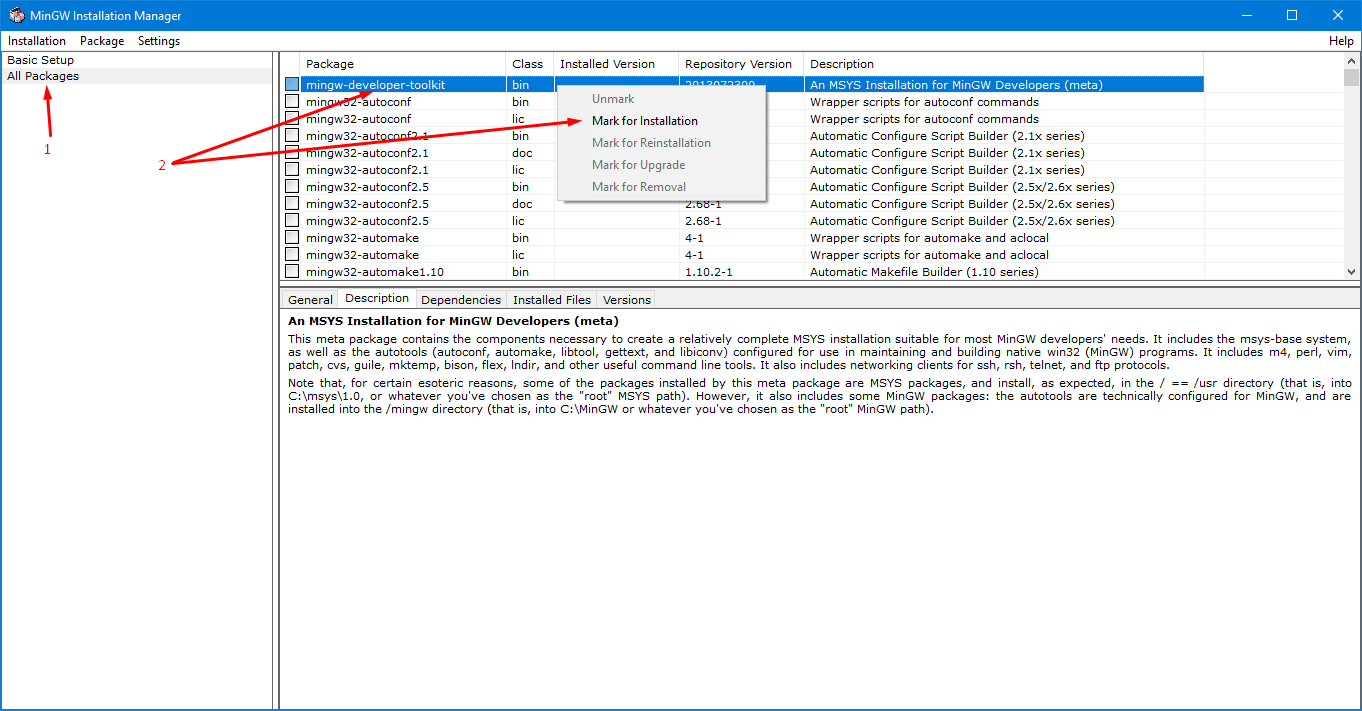 MinGW Installation Manager
Installation Package Settings Help
Basic Setup
All Packages
1
2
Package Class Installed Version Repository Version Description
mingw-developer-toolkit bin 2013072300 An MSYS Installation for MinGW Developers (meta)
mingw32-autoconf bin Wrapper scripts for autoconf commands
mingw32-autoconf lic Wrapper scripts for autoconf commands
mingw32-autoconf2.1 bin Automatic Configure Script Builder (2.1x series)
mingw32-autoconf2.1 doc Automatic Configure Script Builder (2.1x series)
mingw32-autoconf2.1 lic Automatic Configure Script Builder (2.1x series)
mingw32-autoconf2.5 bin Automatic Configure Script Builder (2.5x/2.6x series)
mingw32-autoconf2.5 doc 2.68-1 Automatic Configure Script Builder (2.5x/2.6x series)
mingw32-autoconf2.5 lic 2.68-1 Automatic Configure Script Builder (2.5x/2.6x series)
mingw32-automake bin 4-1 Wrapper scripts for automake and aclocal
mingw32-automake lic 4-1 Wrapper scripts for automake and aclocal
mingw32-automake1.10 bin 1.10.2-1 Automatic Makefile Builder (1.10 series)
Unmark
Mark for Installation
Mark for Reinstallation
Mark for Upgrade
Mark for Removal
General Description Dependencies Installed Files Versions
An MSYS Installation for MinGW Developers (meta)
This meta package contains the components necessary to create a relatively complete MSYS installation suitable for most MinGW developers' needs. It includes the msys-base system,
as well as the autotools (autoconf, automake, libtool, gettext, and libiconv) configured for use in maintaining and building native win32 (MinGW) programs. It includes m4, perl, vim,
patch, cvs, guile, mktemp, bison, flex, lndir, and other useful command line tools. It also includes networking clients for ssh, rsh, telnet, and ftp protocols.
Note that, for certain esoteric reasons, some of the packages installed by this meta package are MSYS packages, and install, as expected, in the / == /usr directory (that is, into
C:\msys\1.0, or whatever you've chosen as the "root" MSYS path). However, it also includes some MinGW packages: the autotools are technically configured for MinGW, and are
installed into the /mingw directory (that is, into C:\MinGW or whatever you've chosen as the "root" MinGW path).